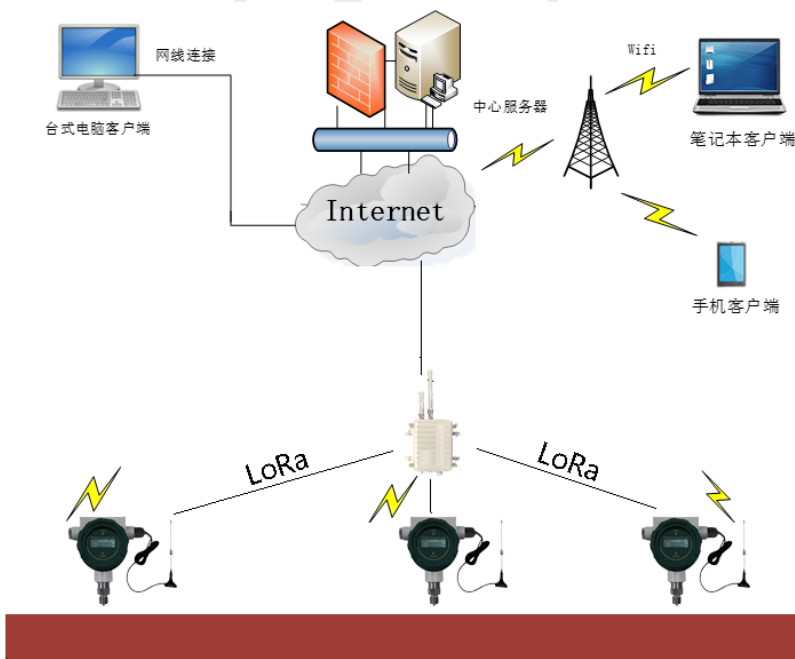 网线连接
Wifi
台式电脑客户端
中心服务器
笔记本客户端
Internet
手机客户端
LoRa
LoRa